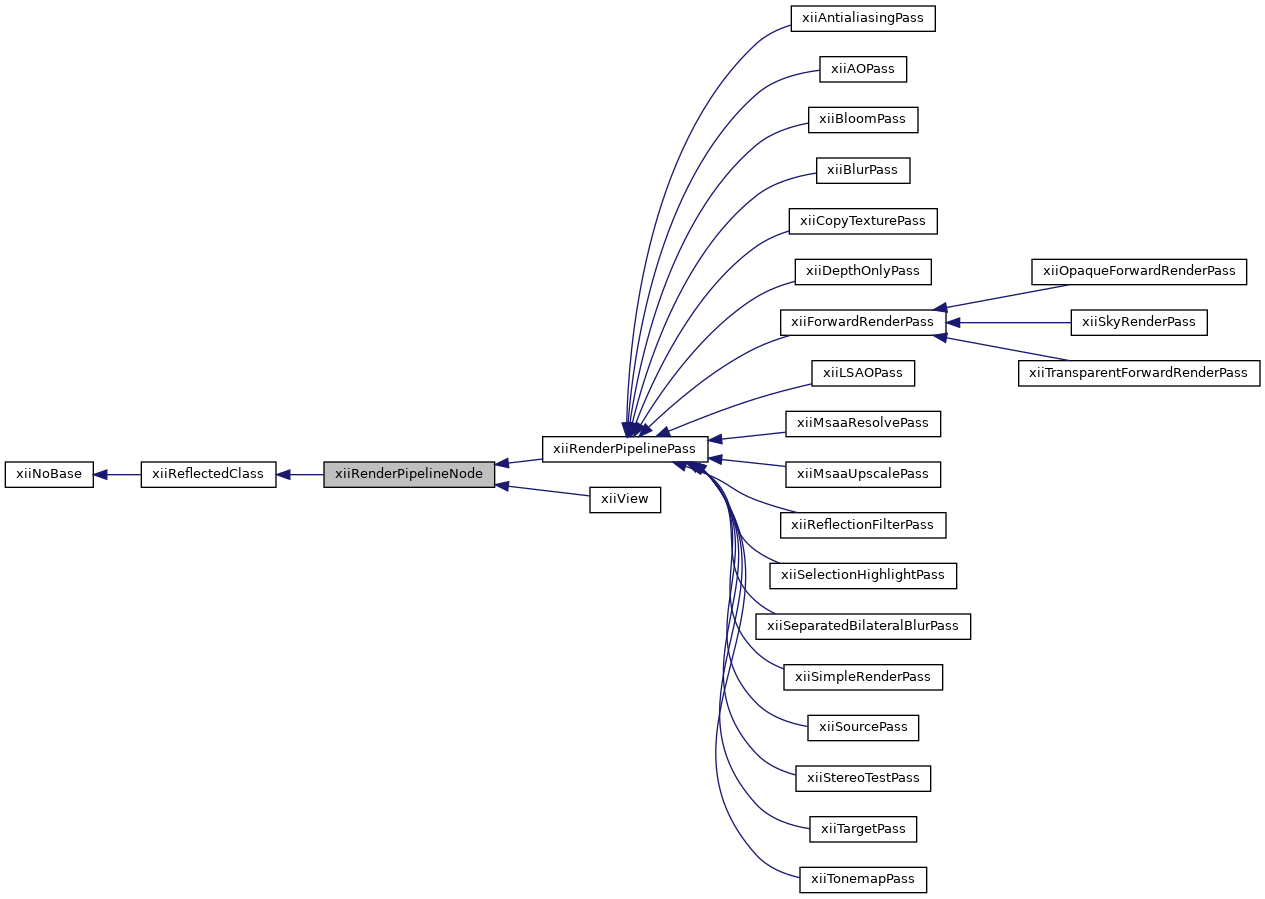 xiiAntialiasingPass
xiiAOPass
xiiBloomPass
xiiBlurPass
xiiCopyTexturePass
xiiDepthOnlyPass
xiiOpaqueForwardRenderPass
xiiForwardRenderPass
xiiSkyRenderPass
xiiLSAOPass
xiiTransparentForwardRenderPass
xiiMsaaResolvePass
xiiRenderPipelinePass
xiiNoBase
xiiReflectedClass
xiiRenderPipelineNode
xiiMsaaUpscalePass
xiiView
xiiReflectionFilterPass
xiiSelectionHighlightPass
xiiSeparatedBilateralBlurPass
xiiSimpleRenderPass
xiiSourcePass
xiiStereoTestPass
xiiTargetPass
xiiTonemapPass